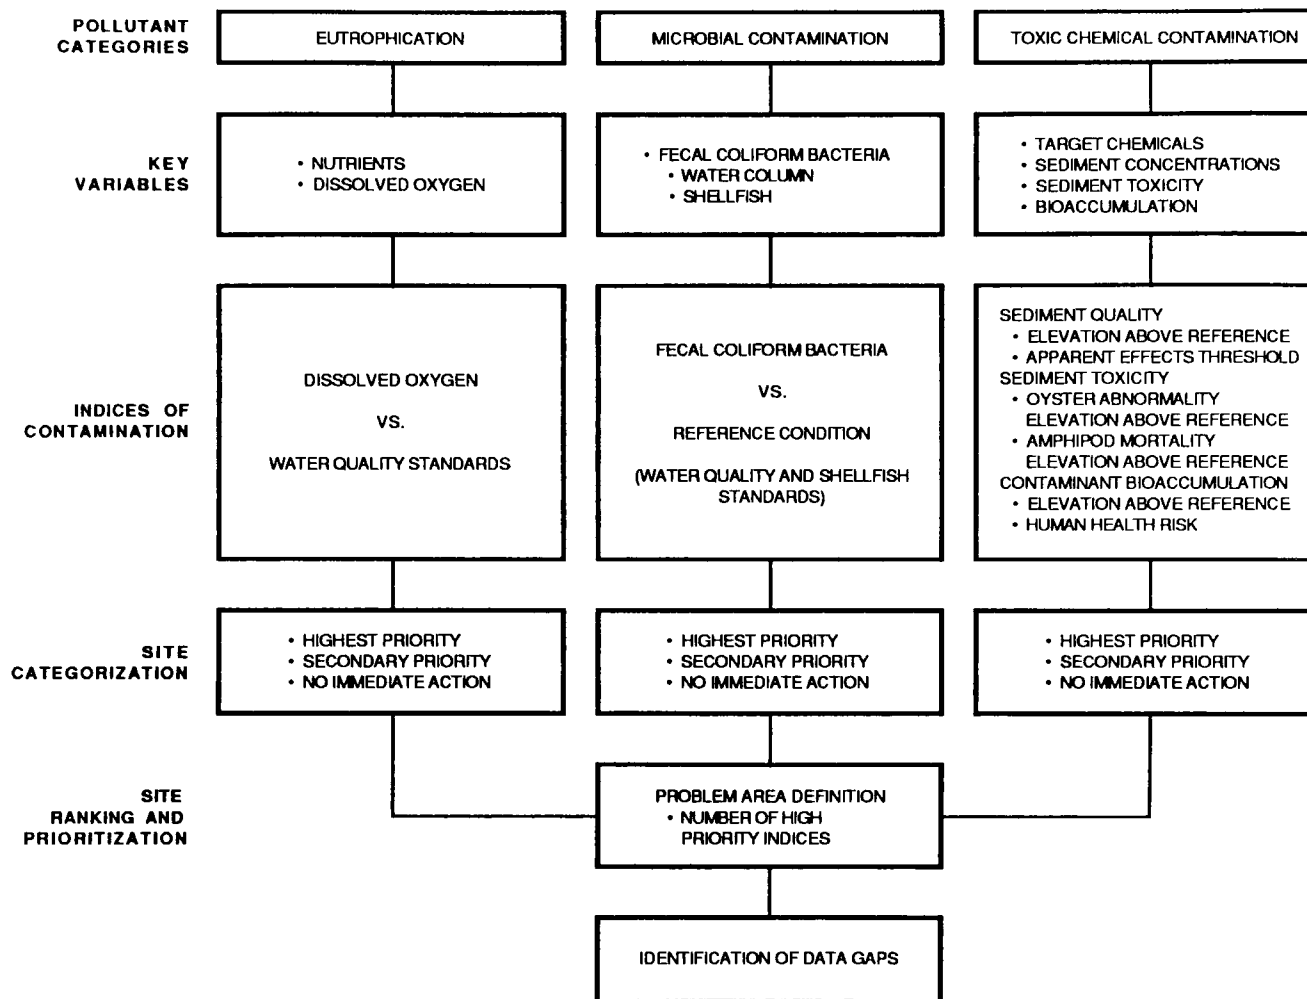 POLLUTANT
CATEGORIES
EUTROPHICATION
MICROBIAL CONTAMINATION
TOXIC CHEMICAL CONTAMINATION
KEY
VARIABLES
• NUTRIENTS
• DISSOLVED OXYGEN
• FECAL COLIFORM BACTERIA
• WATER COLUMN
• SHELLFISH
• TARGET CHEMICALS
• SEDIMENT CONCENTRATIONS
• SEDIMENT TOXICITY
• BIOACCUMULATION
INDICES OF
CONTAMINATION
DISSOLVED OXYGEN
VS.
WATER QUALITY STANDARDS
FECAL COLIFORM BACTERIA
VS.
REFERENCE CONDITION
(WATER QUALITY AND SHELLFISH
STANDARDS)
SEDIMENT QUALITY
• ELEVATION ABOVE REFERENCE
• APPARENT EFFECTS THRESHOLD
SEDIMENT TOXICITY
• OYSTER ABNORMALITY
ELEVATION ABOVE REFERENCE
• AMPHIPOD MORTALITY
ELEVATION ABOVE REFERENCE
CONTAMINANT BIOACCUMULATION
• ELEVATION ABOVE REFERENCE
• HUMAN HEALTH RISK
SITE
CATEGORIZATION
• HIGHEST PRIORITY
• SECONDARY PRIORITY
• NO IMMEDIATE ACTION
• HIGHEST PRIORITY
• SECONDARY PRIORITY
• NO IMMEDIATE ACTION
• HIGHEST PRIORITY
• SECONDARY PRIORITY
• NO IMMEDIATE ACTION
SITE
RANKING AND
PRIORITIZATION
PROBLEM AREA DEFINITION
• NUMBER OF HIGH
PRIORITY INDICES
IDENTIFICATION OF DATA GAPS